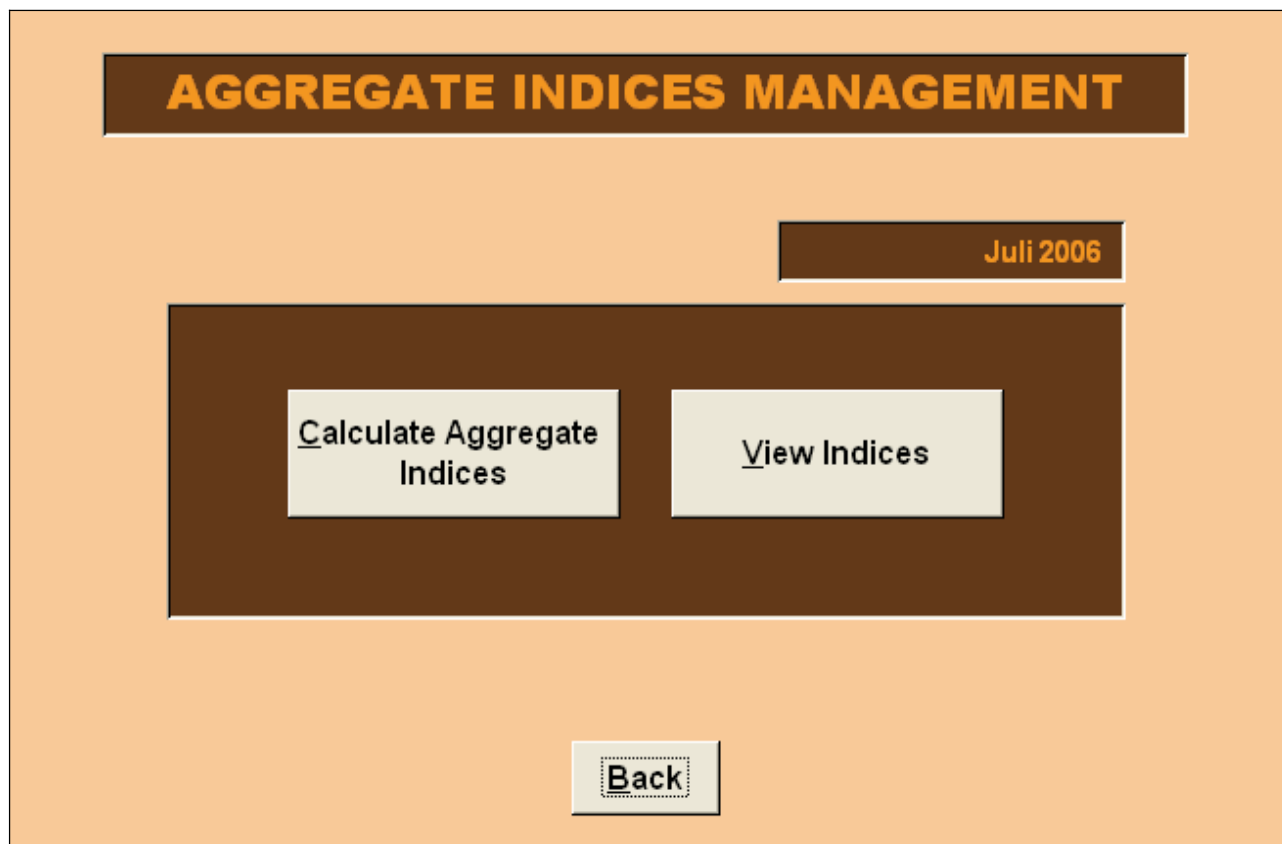 AGGREGATE INDICES MANAGEMENT
Juli 2006
Calculate Aggregate
Indices
View Indices
Back